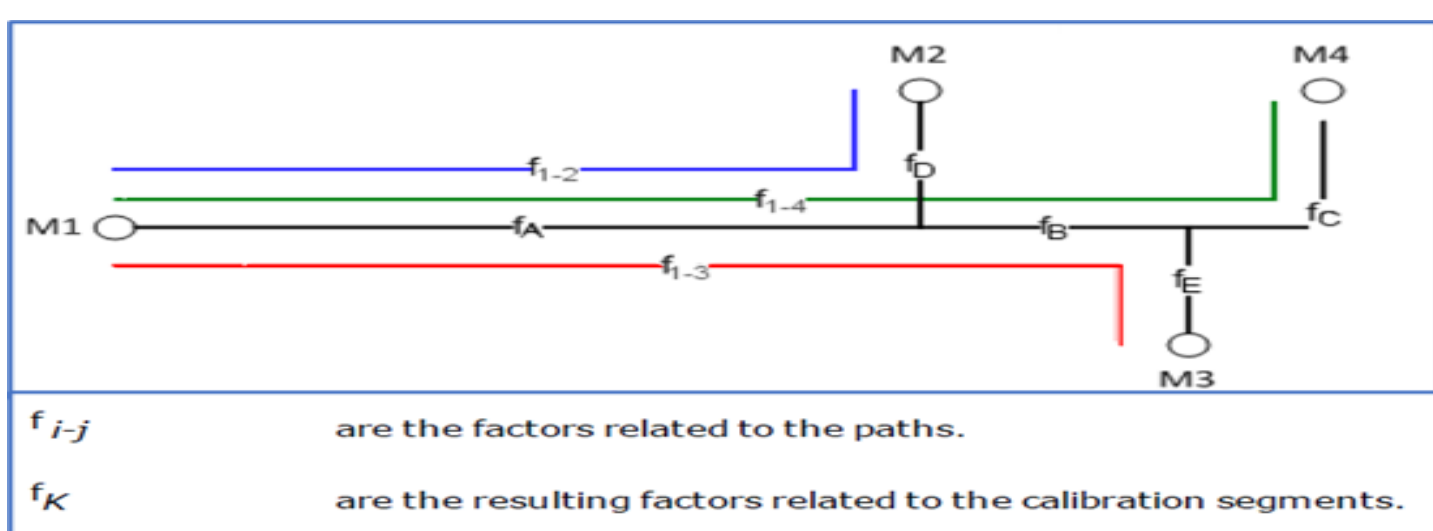 M2 M4
f1-2 fD
f1-4 fC
M1 fA fB
f1-3 fE
M3
f i-j are the factors related to the paths.
fK are the resulting factors related to the calibration segments.